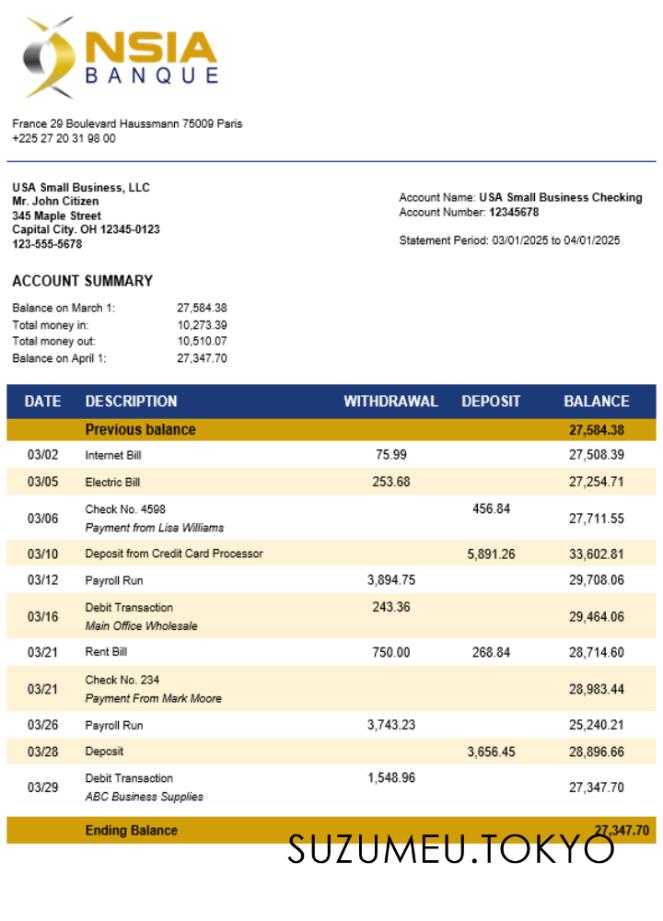 NSIA
BANQUE
France 29 Boulevard Haussmann 75009 Paris
+225 27 20 31 98 00
USA Small Business, LLC
Mr. John Citizen
345 Maple Street
Capital City. OH 12345-0123
123-555-5678
Account Name: USA Small Business Checking
Account Number: 12345678
Statement Period: 03/01/2025 to 04/01/2025
ACCOUNT SUMMARY
Balance on March 1: 27,584.38
Total money in: 10,273.39
Total money out: 10,510.07
Balance on April 1: 27,347.70
DATE DESCRIPTION WITHDRAWAL DEPOSIT BALANCE
Previous balance 27,584.38
03/02 Internet Bill 75.99 27,508.39
03/05 Electric Bill 253.68 27,254.71
03/06 Check No. 4598 456.84 27,711.55
Payment from Lisa Williams
03/10 Deposit from Credit Card Processor 5,891.26 33,602.81
03/12 Payroll Run 3,894.75 29,708.06
03/16 Debit Transaction 243.36 29,464.06
Main Office Wholesale
03/21 Rent Bill 750.00 268.84 28,714.60
03/21 Check No. 234 28,983.44
Payment From Mark Moore
03/26 Payroll Run 3,743.23 25,240.21
03/28 Deposit 3,656.45 28,896.66
03/29 Debit Transaction 1,548.96 27,347.70
ABC Business Supplies
Ending Balance 27,347.70
SUZUMEU.TOKYO